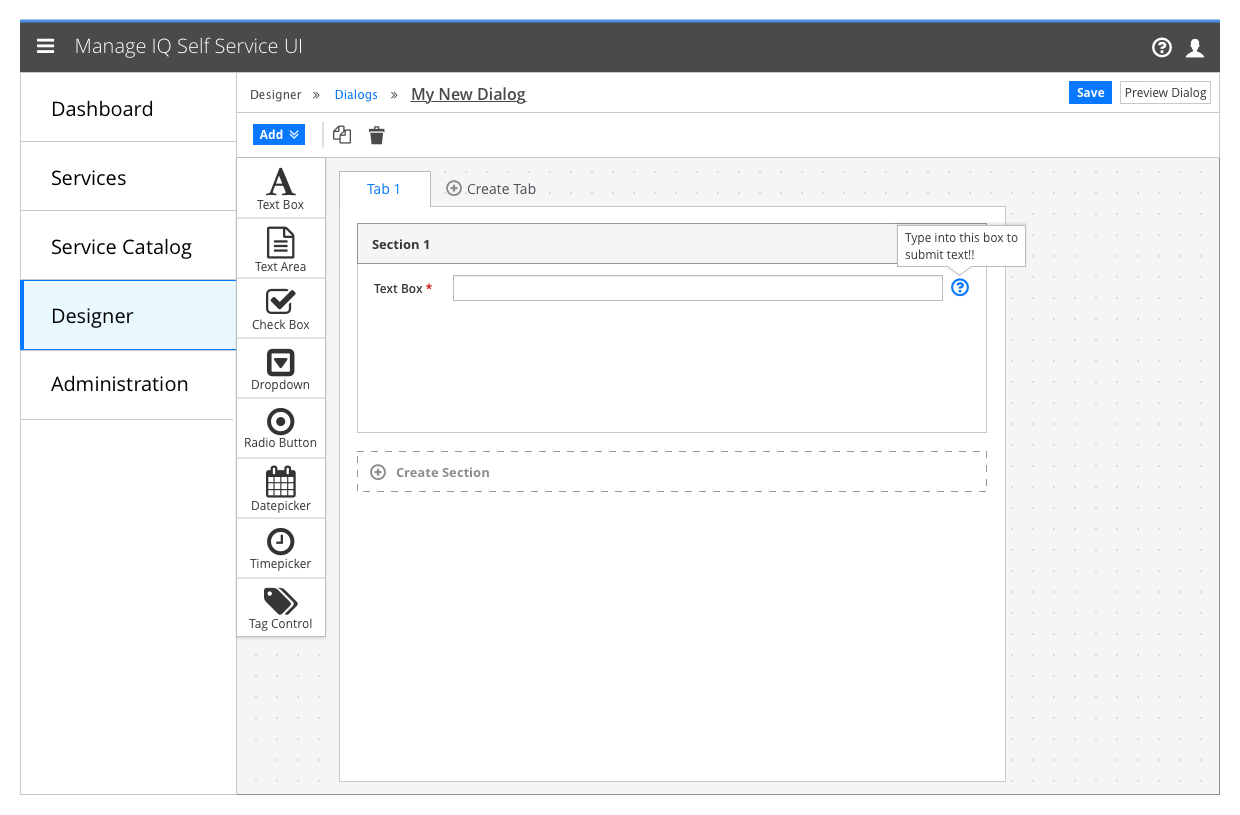 Manage IQ Self Service UI
Dashboard
Services
Service Catalog
Designer
Administration
Designer » Dialogs » My New Dialog
Save
Preview Dialog
Add
Text Box
Text Area
Check Box
Dropdown
Radio Button
Datepicker
Timepicker
Tag Control
Tab 1
Create Tab
Section 1
Type into this box to
submit text!!
Text Box *
Create Section